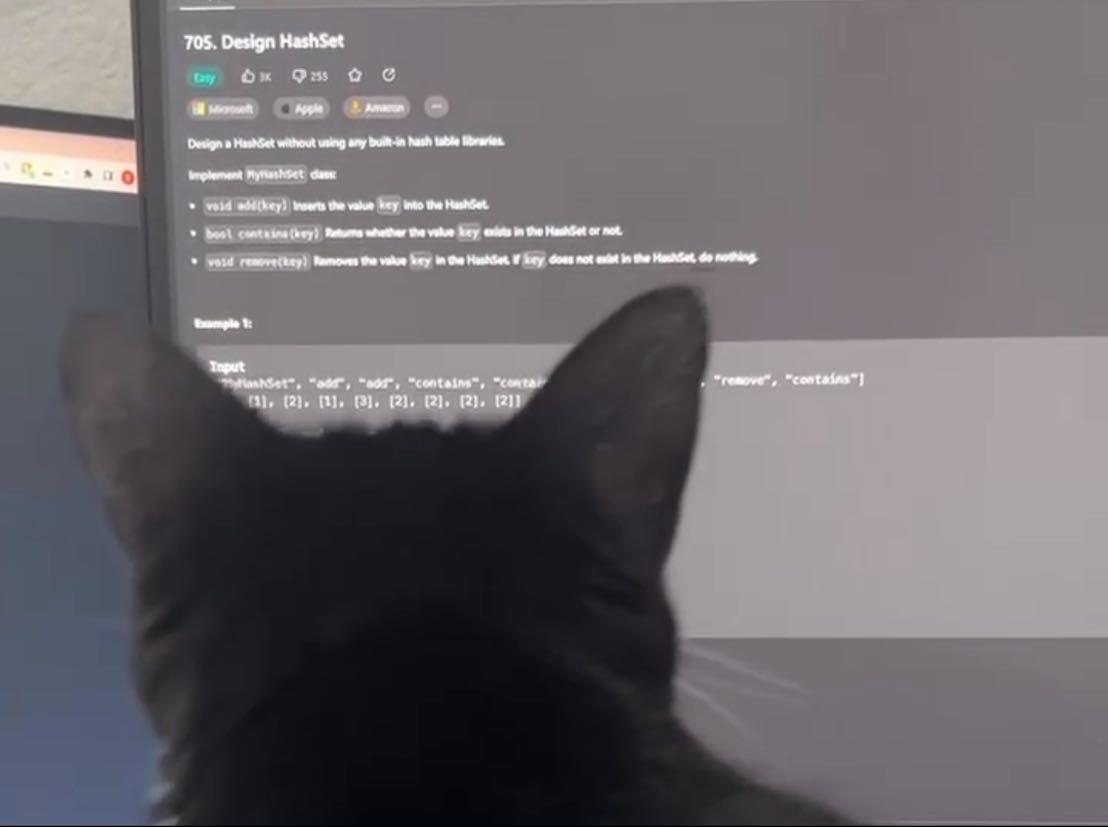 705. Design HashSet
Easy 3K 255
Microsoft Apple Amazon ...
Design a HashSet without using any built-in hash table libraries.
Implement MyHashSet class:
• void add(key) Inserts the value key into the HashSet.
• bool contains(key) Returns whether the value key exists in the HashSet or not.
• void remove(key) Removes the value key in the HashSet. If key does not exist in the HashSet, do nothing.
Example 1:
Input
MyHashSet", "add", "add", "contains", "contai , "remove", "contains"]
[1], [2], [1], [3], [2], [2], [2], [2]]